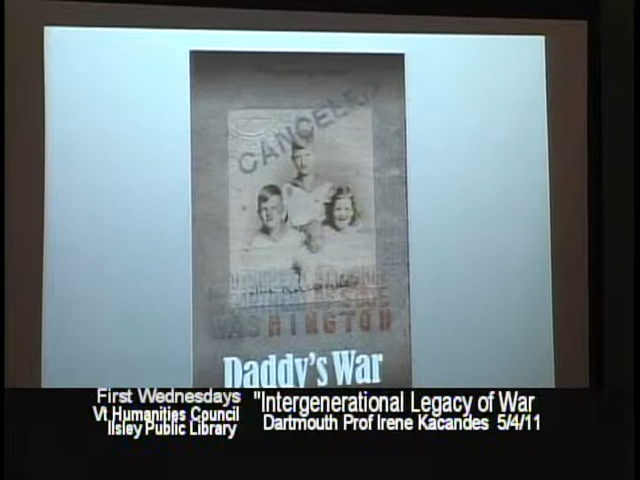 CANCELED
WASHINGTON
Daddy's War
First Wednesdays
Vt Humanities Council
Ilsley Public Library
"Intergenerational Legacy of War
Dartmouth Prof Irene Kacandes 5/4/11